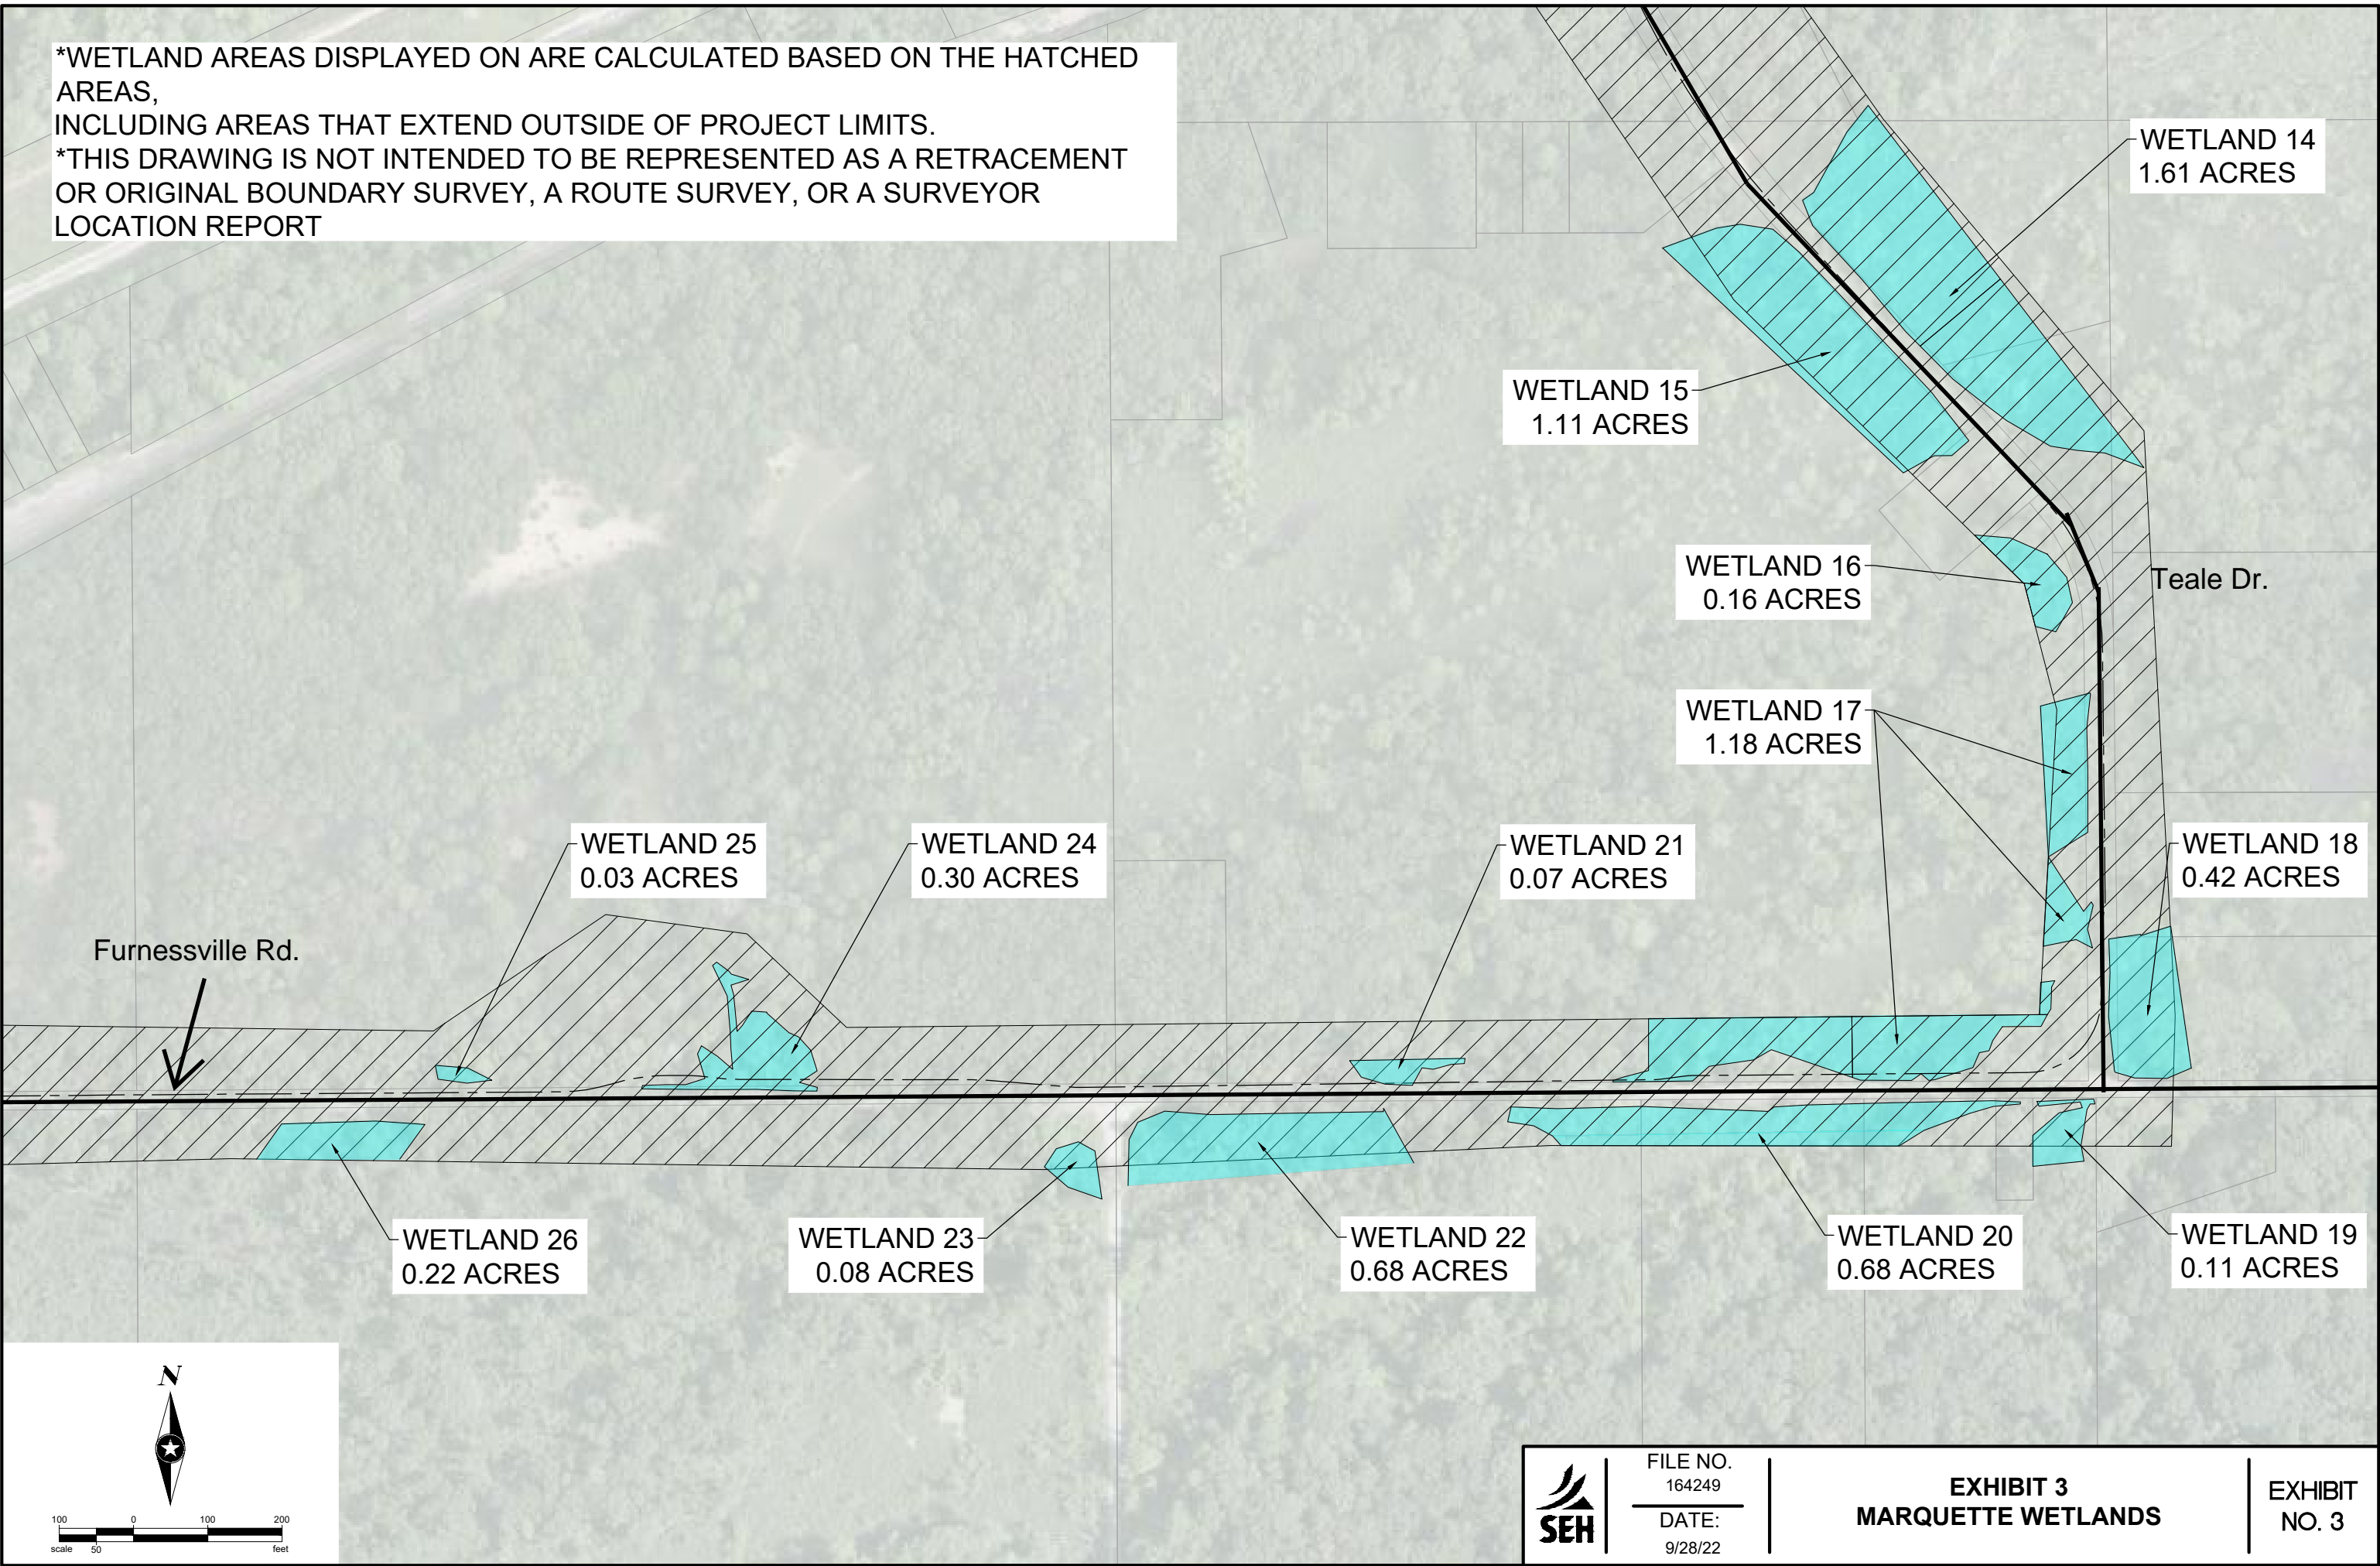 *WETLAND AREAS DISPLAYED ON ARE CALCULATED BASED ON THE HATCHED
AREAS,
INCLUDING AREAS THAT EXTEND OUTSIDE OF PROJECT LIMITS.
*THIS DRAWING IS NOT INTENDED TO BE REPRESENTED AS A RETRACEMENT
OR ORIGINAL BOUNDARY SURVEY, A ROUTE SURVEY, OR A SURVEYOR
LOCATION REPORT
WETLAND 14
1.61 ACRES
WETLAND 15
1.11 ACRES
WETLAND 16
0.16 ACRES
Teale Dr.
WETLAND 17
1.18 ACRES
WETLAND 25
0.03 ACRES
WETLAND 24
0.30 ACRES
WETLAND 21
0.07 ACRES
WETLAND 18
0.42 ACRES
Furnessville Rd.
WETLAND 26
0.22 ACRES
WETLAND 23
0.08 ACRES
WETLAND 22
0.68 ACRES
WETLAND 20
0.68 ACRES
WETLAND 19
0.11 ACRES
N
100 0 100 200
scale 50 feet
SEH
FILE NO.
164249
DATE:
9/28/22
EXHIBIT 3
MARQUETTE WETLANDS
EXHIBIT
NO. 3